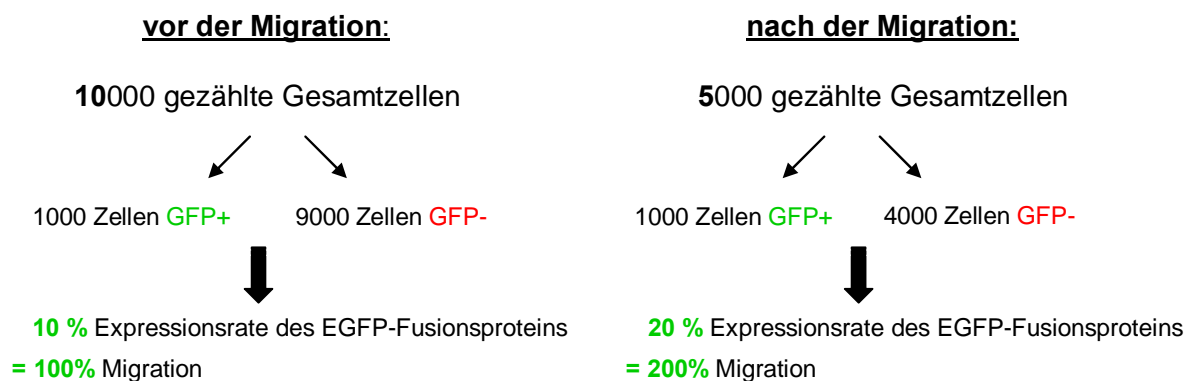 vor der Migration:
10000 gezählte Gesamtzellen
1000 Zellen GFP+
9000 Zellen GFP-
10 % Expressionsrate des EGFP-Fusionsproteins
= 100% Migration
nach der Migration:
5000 gezählte Gesamtzellen
1000 Zellen GFP+
4000 Zellen GFP-
20 % Expressionsrate des EGFP-Fusionsproteins
= 200% Migration